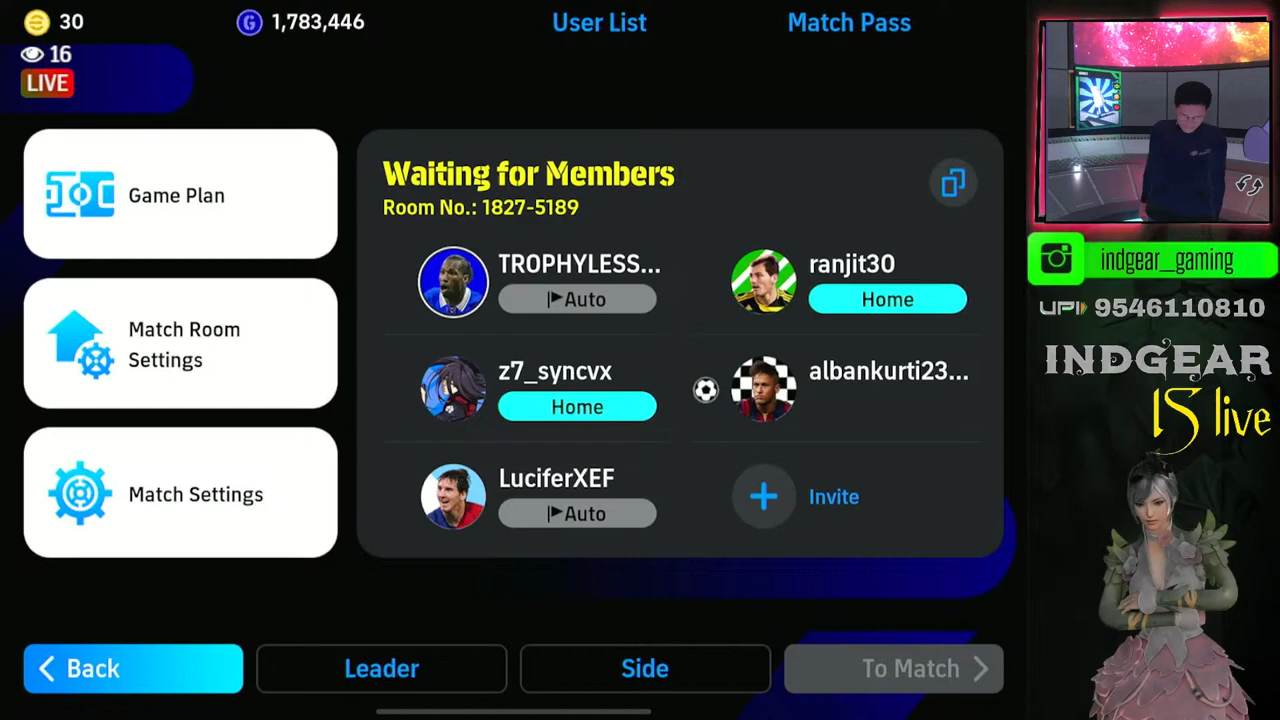 30
1,783,446
User List
Match Pass
16
LIVE
Game Plan
Match Room
Settings
Match Settings
Waiting for Members
Room No.: 1827-5189
TROPHYLESS...
Auto
ranjit30
Home
z7_syncvx
Home
albankurti23...
LuciferXEF
Auto
Invite
Back
Leader
Side
To Match
indgear_gaming
UPI 9546110810
INDGEAR
IS live